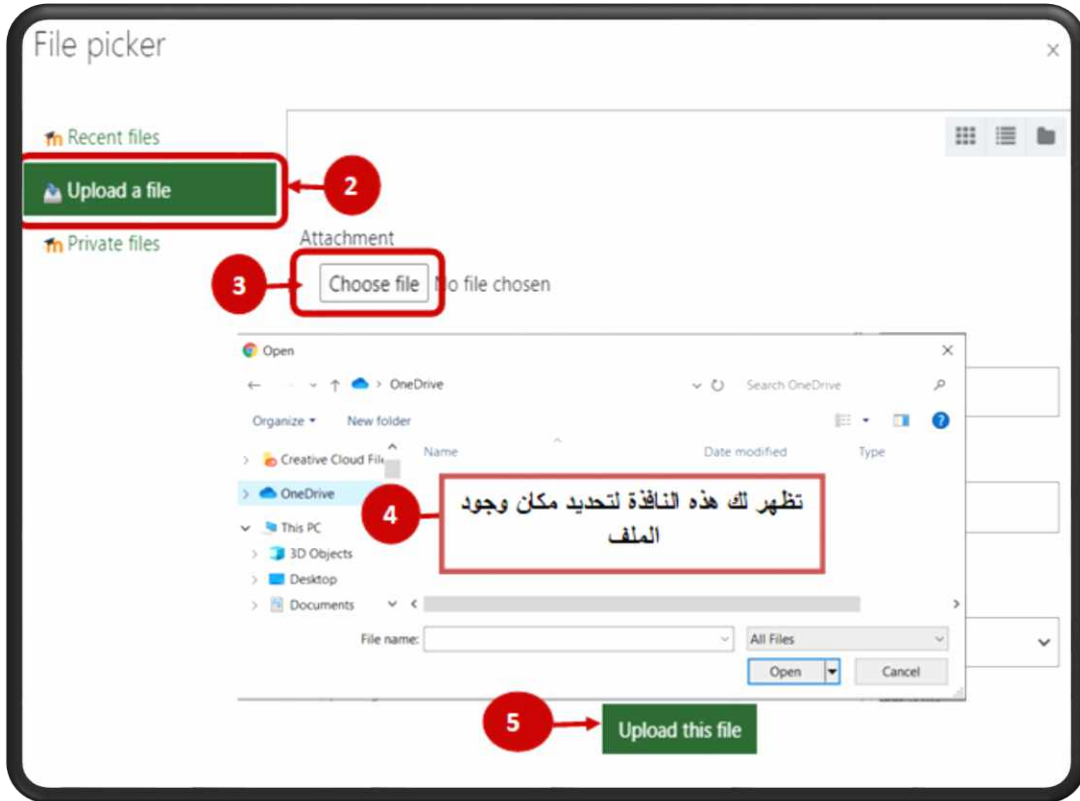 File picker
Recent files
Upload a file
2
Private files
Attachment
3
Choose file No file chosen
Open
OneDrive
Search OneDrive
Organize
New folder
Creative Cloud File
Name
Date modified
Type
OneDrive
4
تظهر لك هذه النافذة لتحديد مكان وجود
الملف
This PC
3D Objects
Desktop
Documents
File name:
All Files
Open
Cancel
5
Upload this file